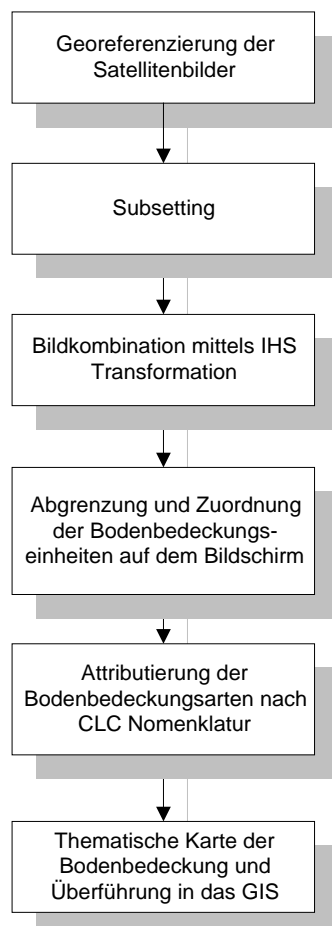 Georeferenzierung der
Satellitenbilder
Subsetting
Bildkombination mittels IHS
Transformation
Abgrenzung und Zuordnung
der Bodenbedeckungs-
einheiten auf dem Bildschirm
Attributierung der
Bodenbedeckungsarten nach
CLC Nomenklatur
Thematische Karte der
Bodenbedeckung und
Überführung in das GIS